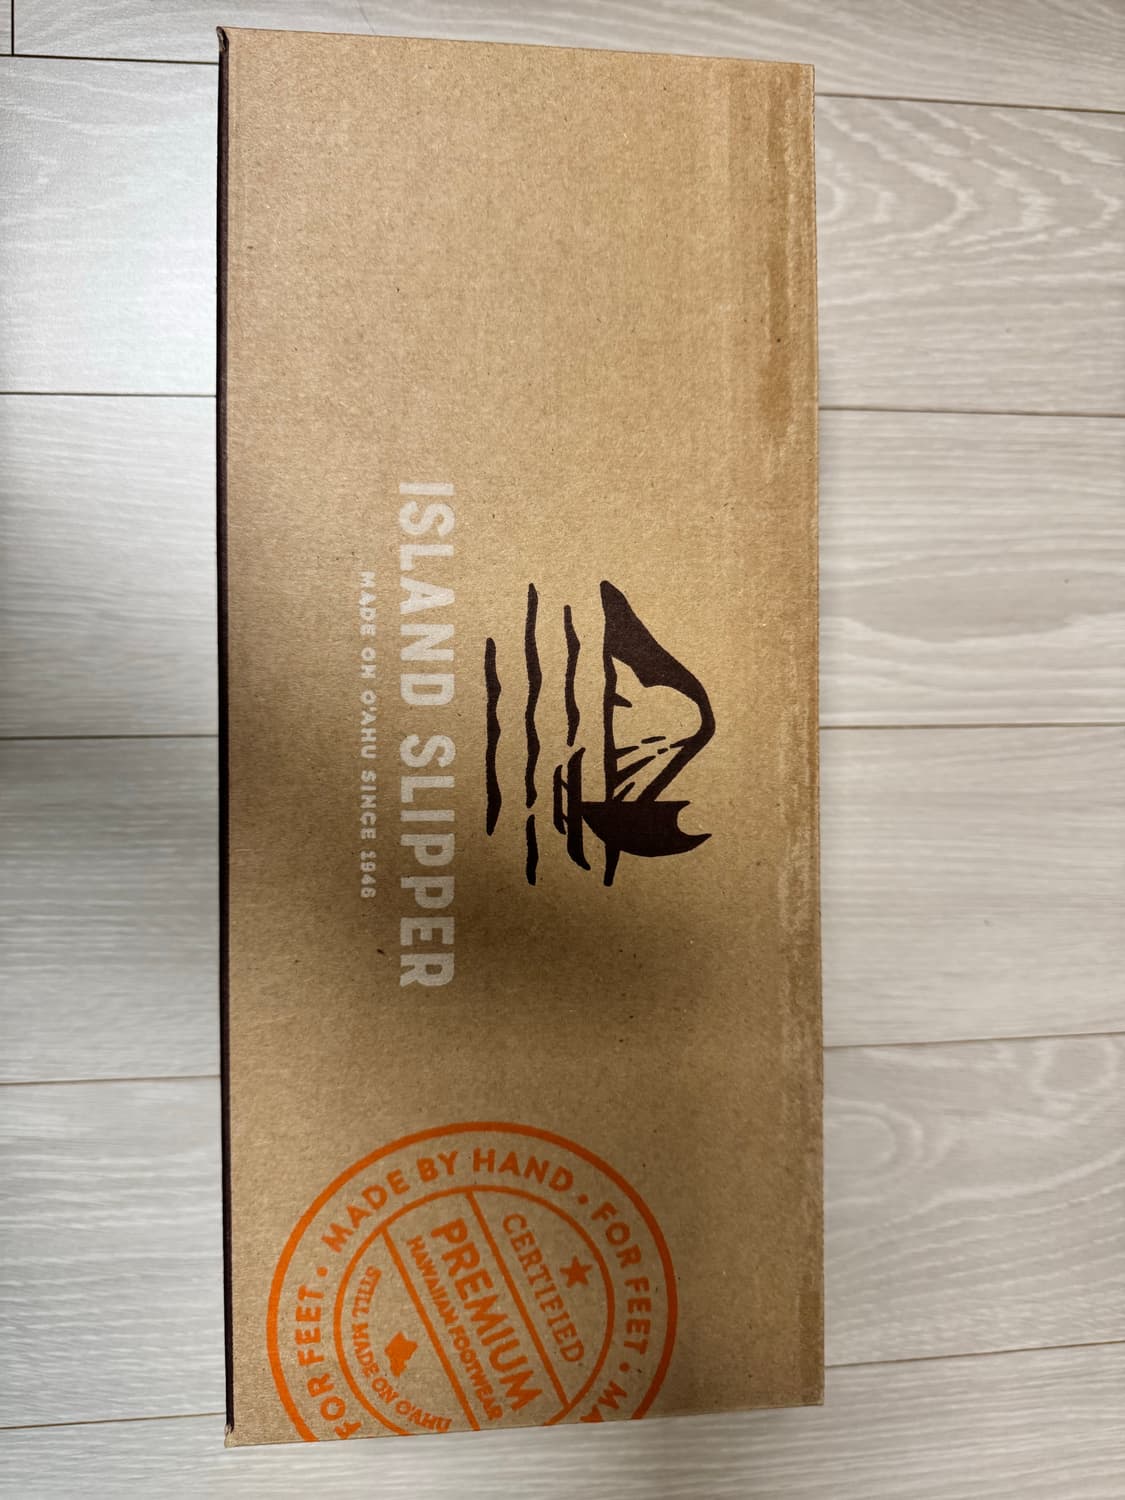 ISLAND SLIPPER
MADE ON O'AHU SINCE 1946
MADE BY HAND • FOR FEET •
FOR FEET •
CERTIFIED
PREMIUM
HAWAIIAN FOOTWEAR
STILL MADE ON O'AHU